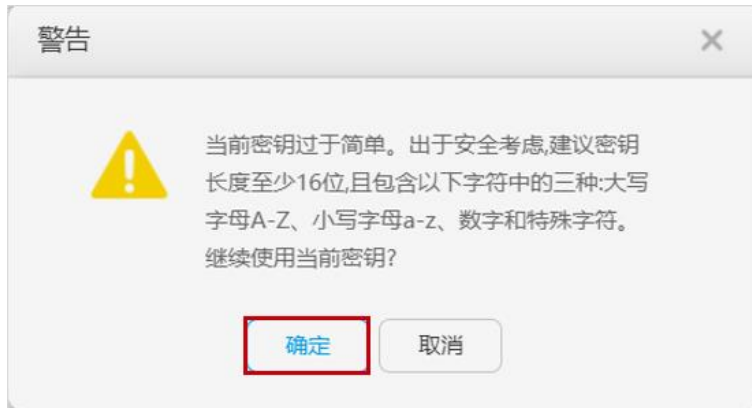 警告
当前密钥过于简单。出于安全考虑,建议密钥
长度至少16位,且包含以下字符中的三种:大写
字母A-Z、小写字母a-z、数字和特殊字符。
继续使用当前密钥?
确定 取消